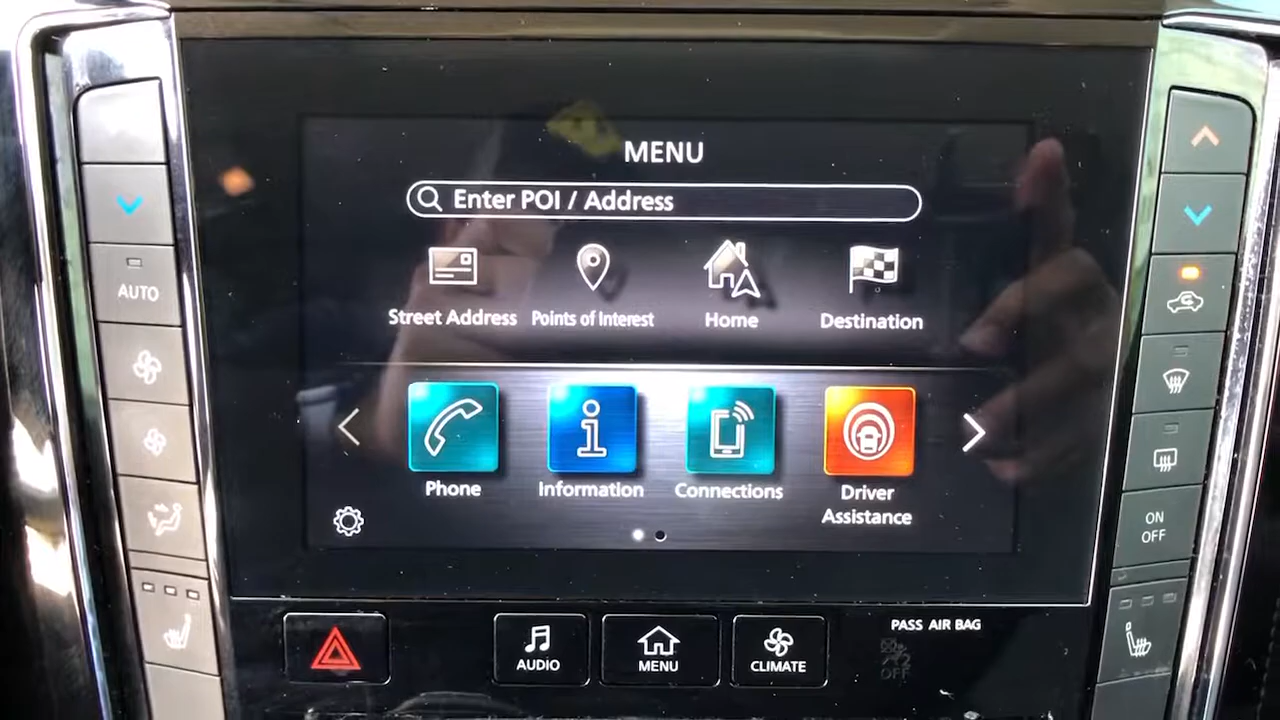 MENU
Enter POI / Address
Street Address
Points of Interest
Home
Destination
Phone
Information
Connections
Driver
Assistance
AUTO
ON
OFF
AUDIO
MENU
CLIMATE
PASS AIR BAG
OFF